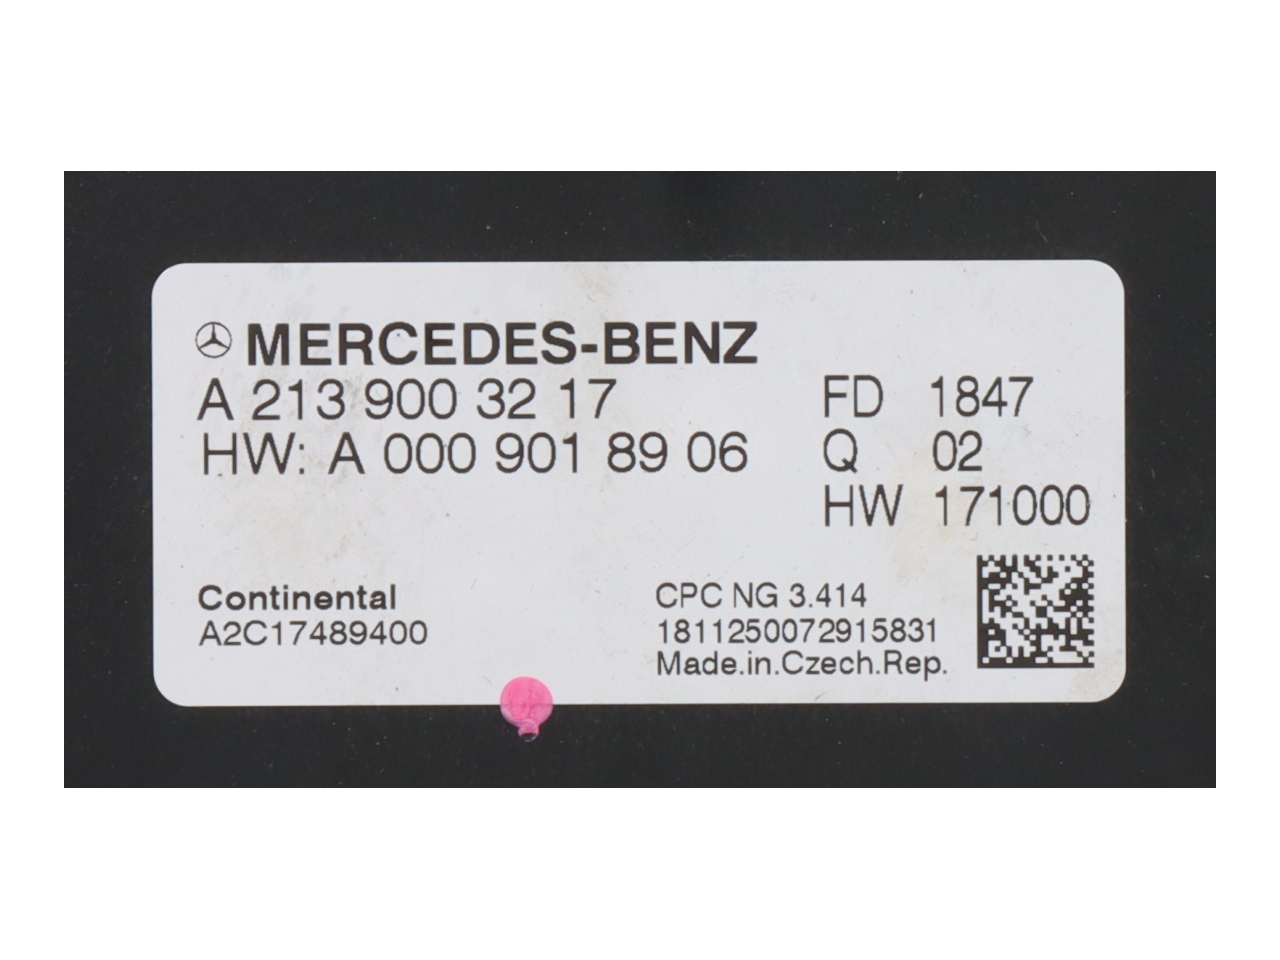 MERCEDES-BENZ
A 213 900 32 17
HW: A 000 901 89 06
FD 1847
Q 02
HW 171000
Continental
A2C17489400
CPC NG 3.414
1811250072915831
Made.in.Czech.Rep.